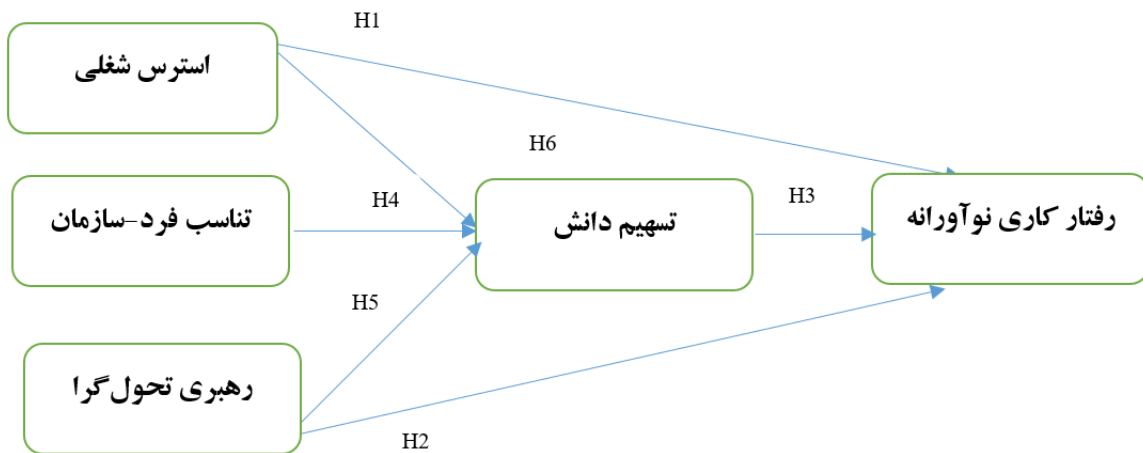 H1
استرس شغلی
H6
H4
H3
تناسب فرد–سازمان
تسهیم دانش
رفتار کاری نوآورانه
H5
رهبری تحول‌گرا
H2